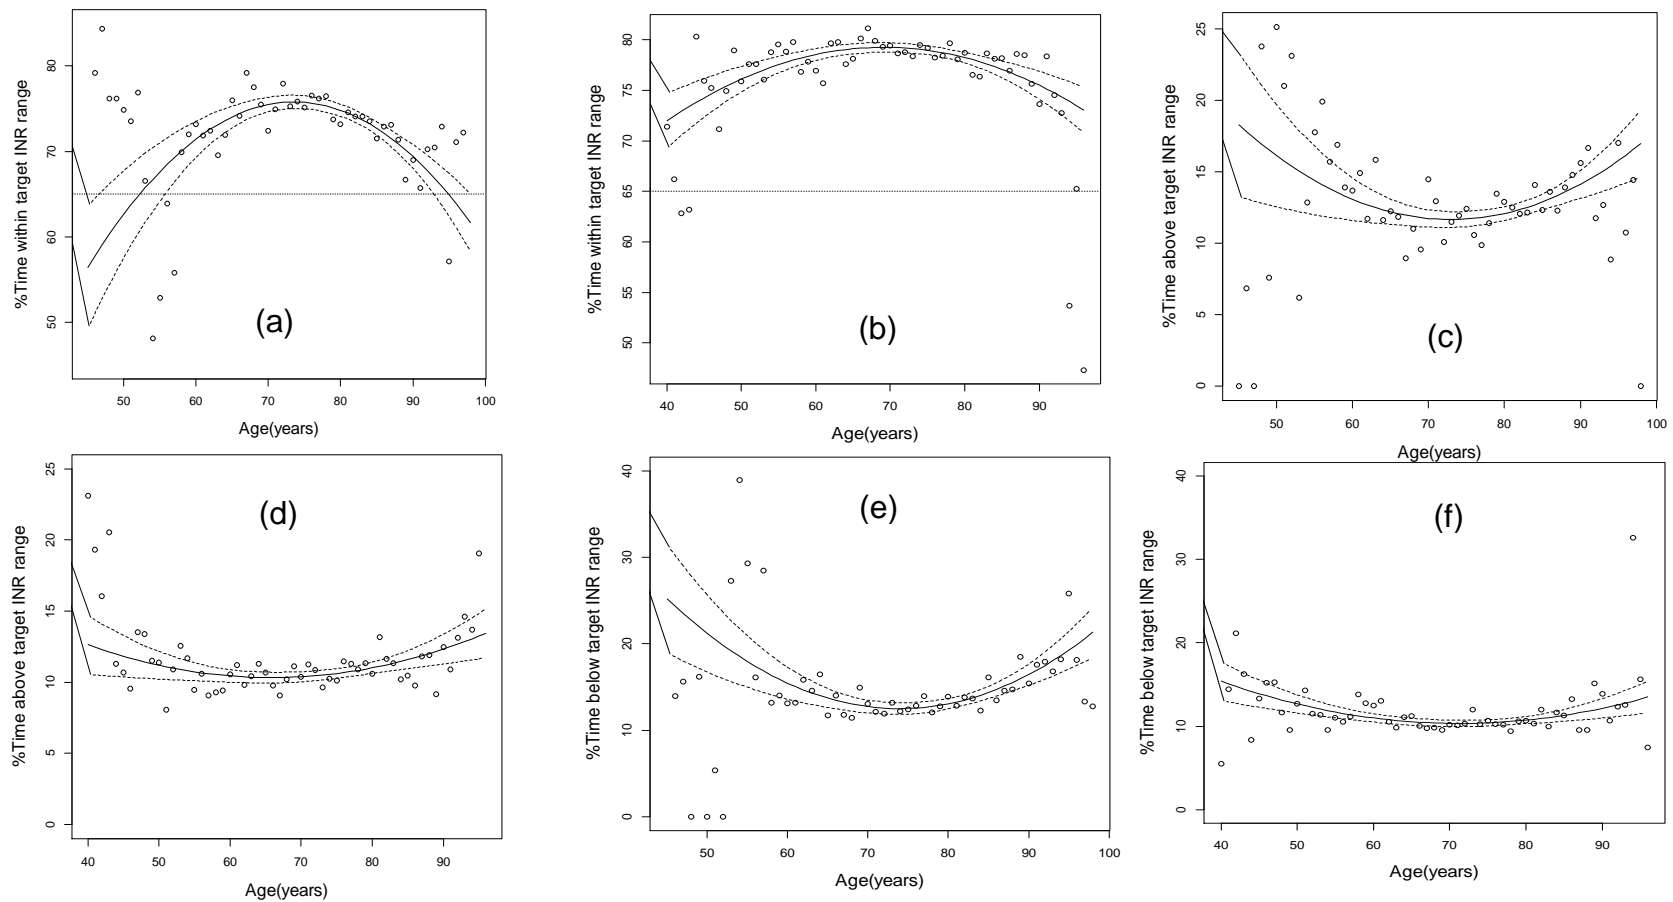 %Time within target INR range
80
70
60
50
(a)
50 60 70 80 90 100
Age(years)
%Time within target INR range
80
75
70
65
60
55
50
(b)
40 50 60 70 80 90
Age(years)
%Time above target INR range
25
20
15
10
5
0
(c)
50 60 70 80 90 100
Age(years)
%Time above target INR range
25
20
15
10
5
0
(d)
40 50 60 70 80 90
Age(years)
%Time below target INR range
40
30
20
10
0
(e)
50 60 70 80 90 100
Age(years)
%Time below target INR range
40
30
20
10
0
(f)
40 50 60 70 80 90
Age(years)